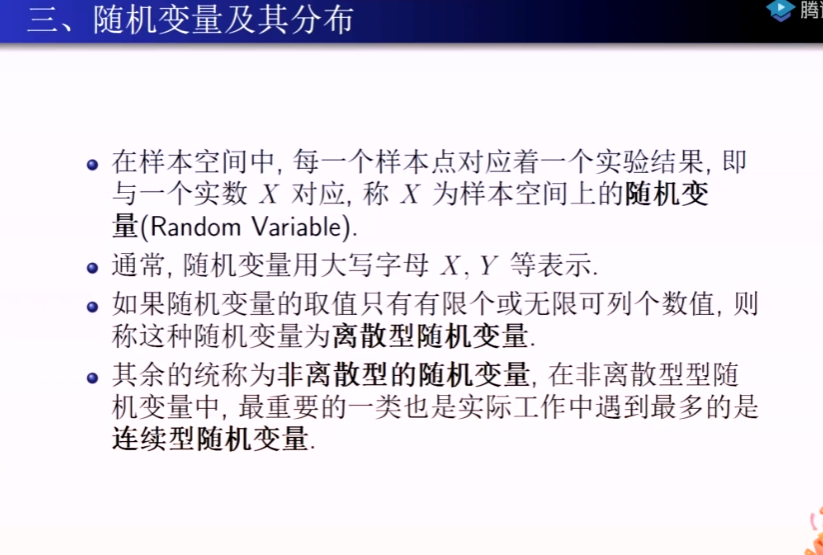 三、随机变量及其分布
腾
在样本空间中, 每一个样本点对应着一个实验结果, 即
与一个实数 X 对应, 称 X 为样本空间上的随机变
量(Random Variable).
通常, 随机变量用大写字母 X, Y 等表示.
如果随机变量的取值只有有限个或无限可列个数值, 则
称这种随机变量为离散型随机变量.
其余的统称为非离散型的随机变量, 在非离散型型随
机变量中, 最重要的一类也是实际工作中遇到最多的是
连续型随机变量.